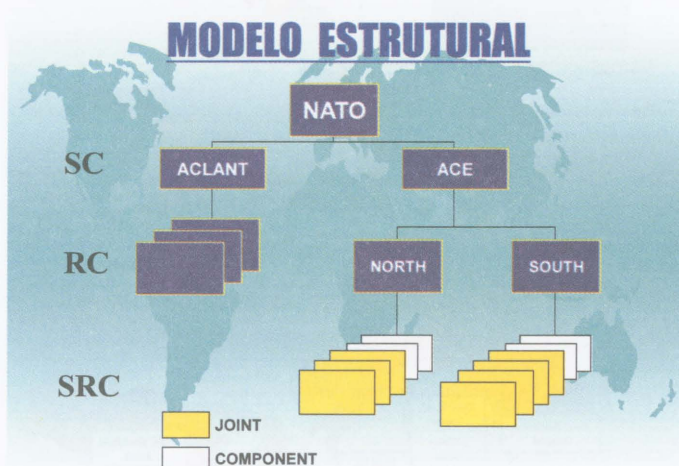 MODELO ESTRUTURAL
NATO
SC
ACLANT
ACE
RC
NORTH
SOUTH
SRC
JOINT
COMPONENT